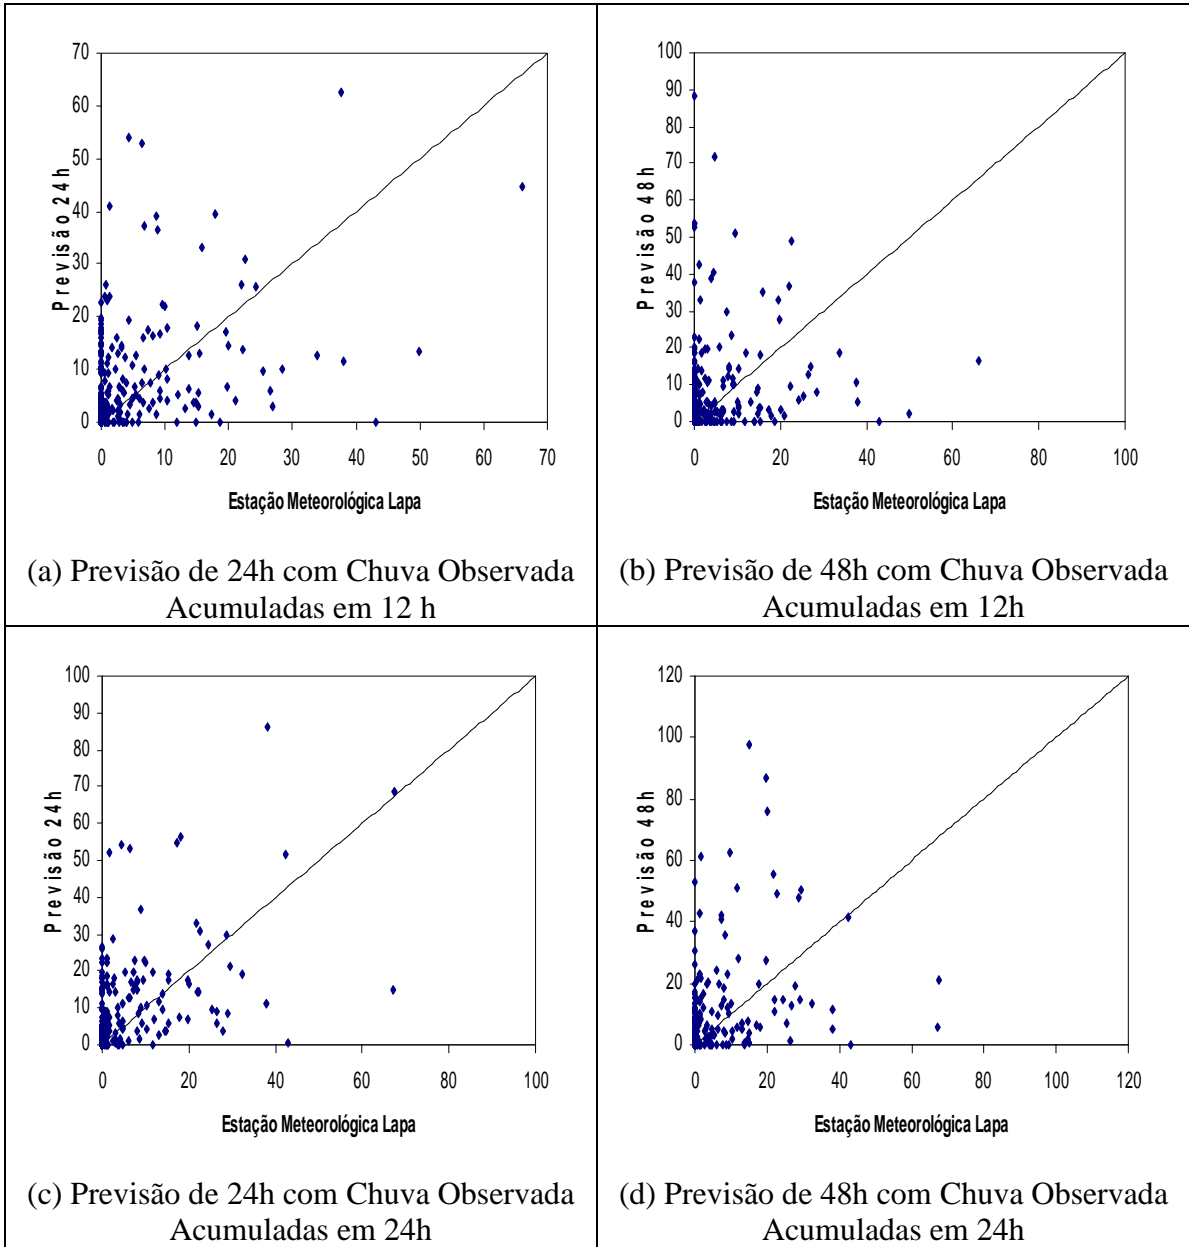 70
60
50
40
30
20
10
0
Previsão 24h
0 10 20 30 40 50 60 70
Estação Meteorológica Lapa
(a) Previsão de 24h com Chuva Observada
Acumuladas em 12 h
100
90
80
70
60
50
40
30
20
10
0
Previsão 48h
0 20 40 60 80 100
Estação Meteorológica Lapa
(b) Previsão de 48h com Chuva Observada
Acumuladas em 12h
100
90
80
70
60
50
40
30
20
10
0
Previsão 24h
0 20 40 60 80 100
Estação Meteorológica Lapa
(c) Previsão de 24h com Chuva Observada
Acumuladas em 24h
120
100
80
60
40
20
0
Previsão 48h
0 20 40 60 80 100 120
Estação Meteorológica Lapa
(d) Previsão de 48h com Chuva Observada
Acumuladas em 24h